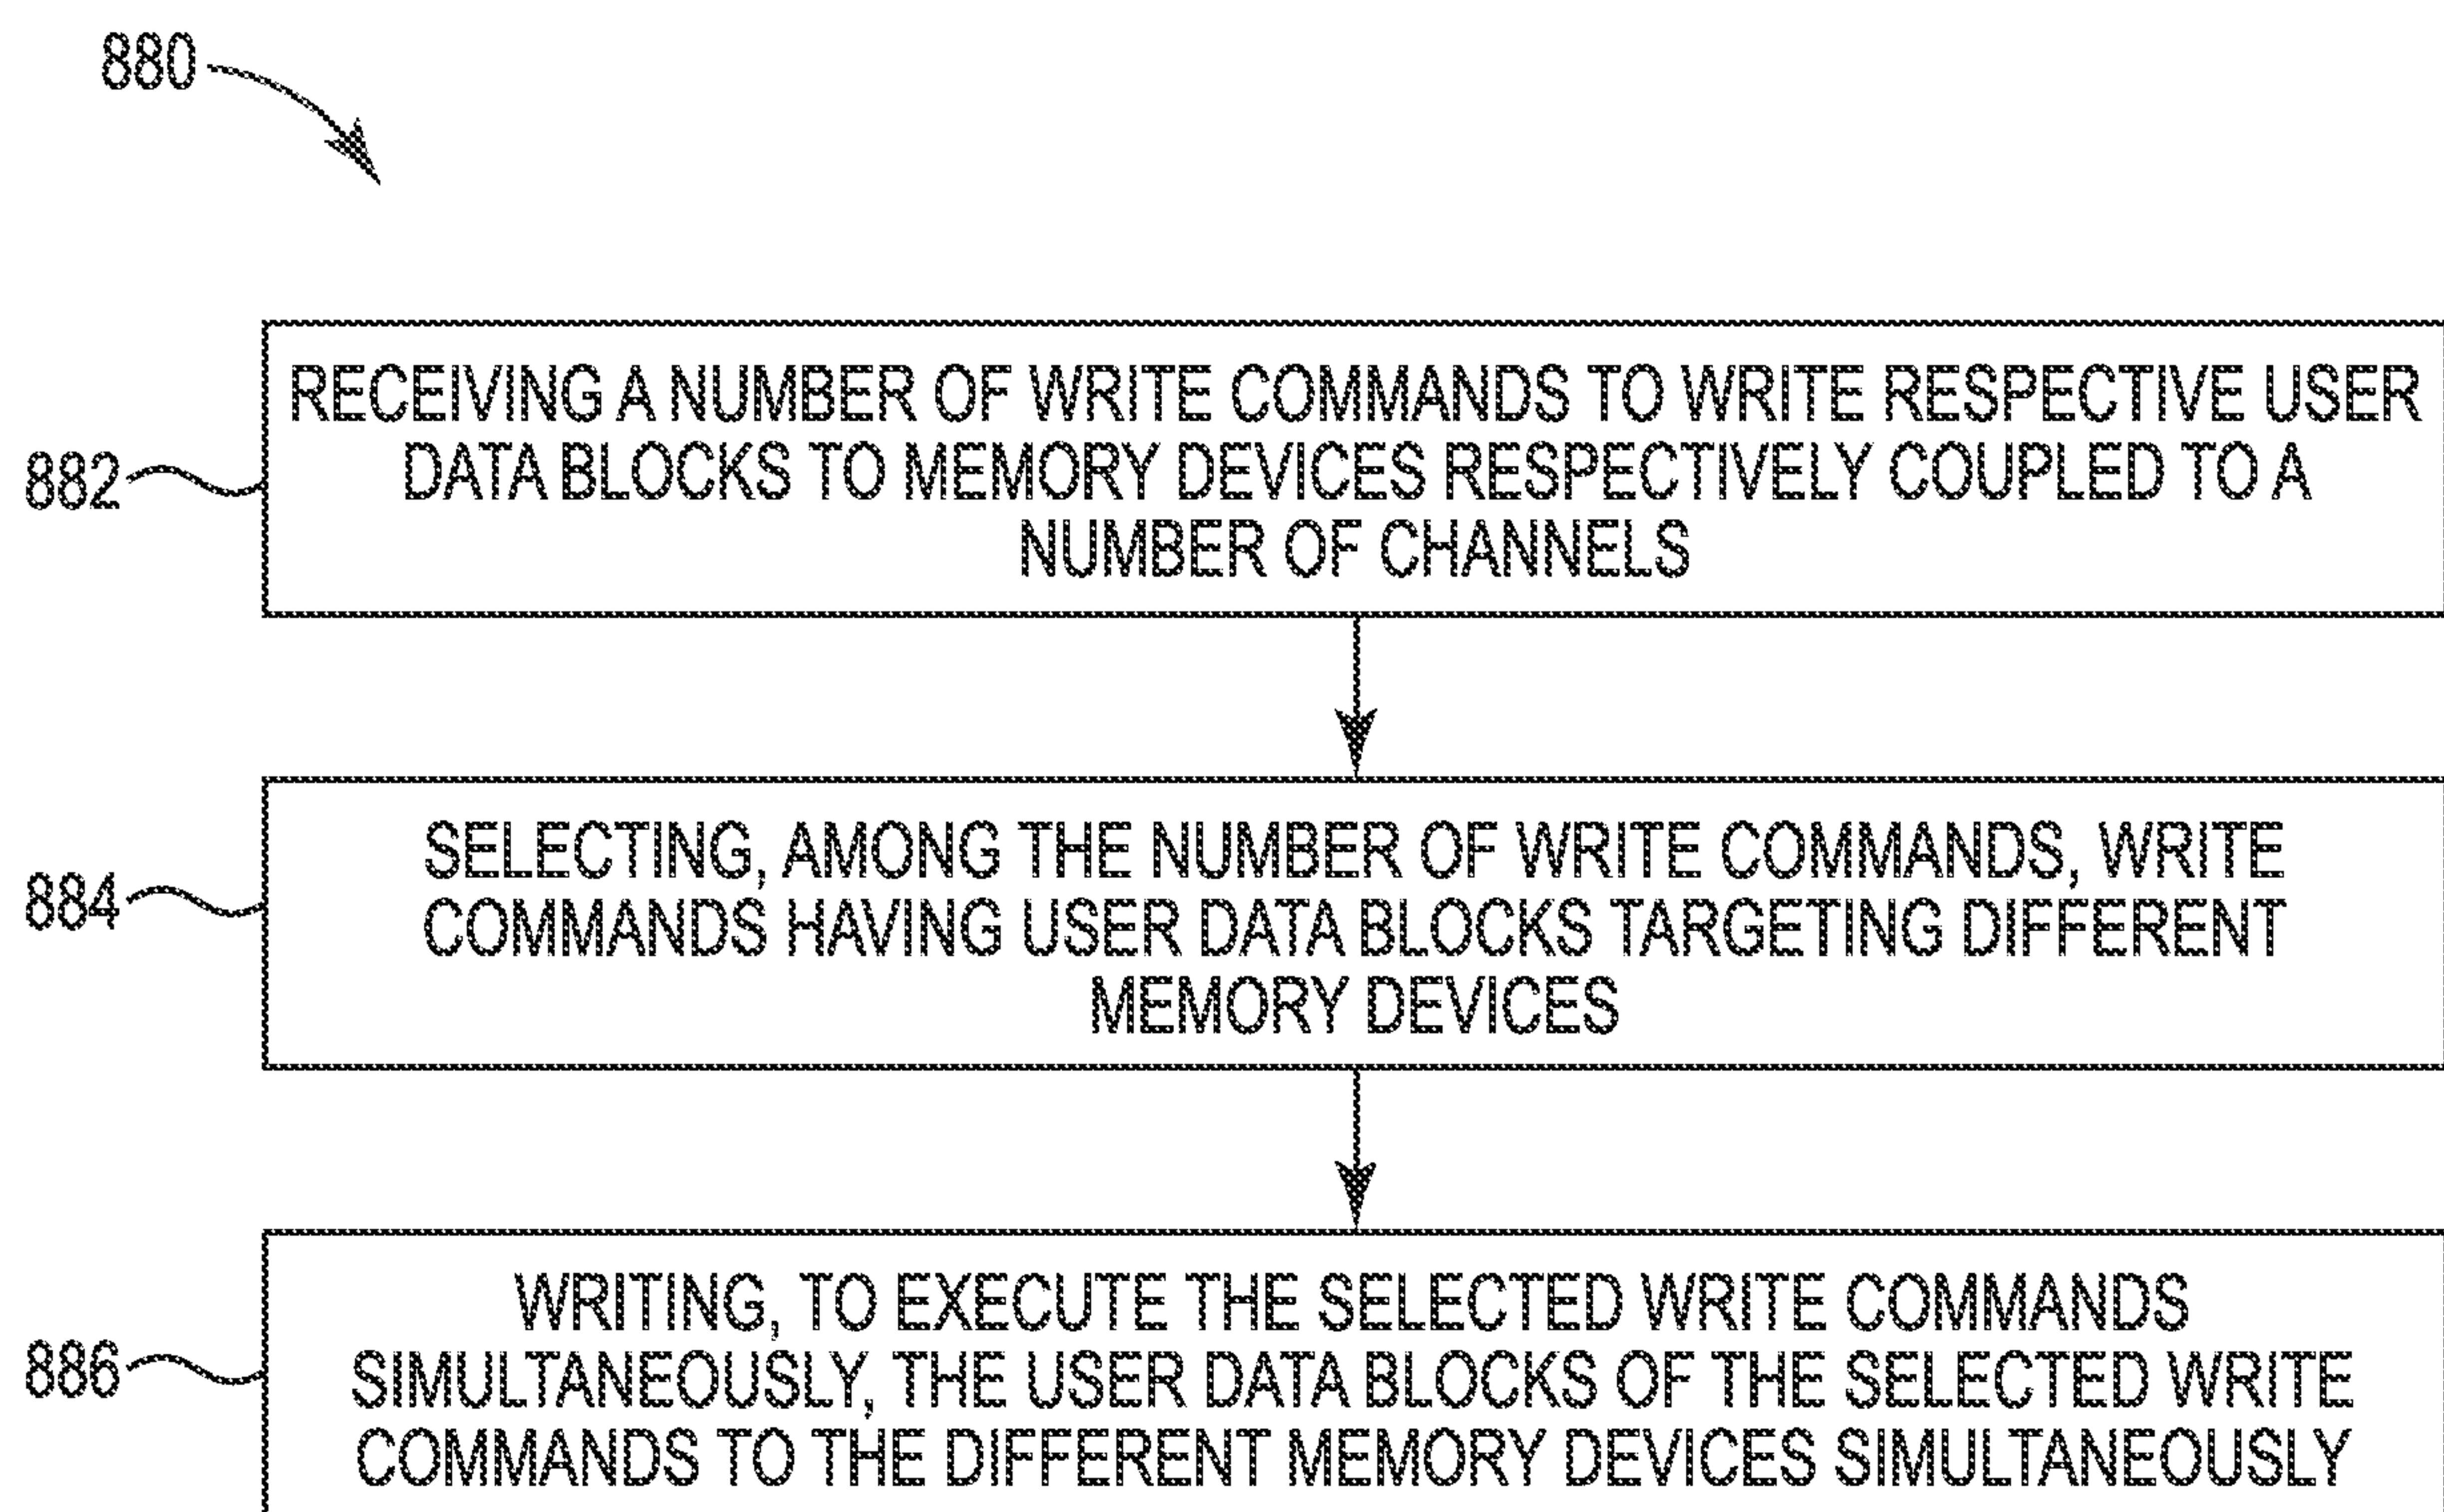 880
882
RECEIVING A NUMBER OF WRITE COMMANDS TO WRITE RESPECTIVE USER
DATA BLOCKS TO MEMORY DEVICES RESPECTIVELY COUPLED TO A
NUMBER OF CHANNELS
884
SELECTING, AMONG THE NUMBER OF WRITE COMMANDS, WRITE
COMMANDS HAVING USER DATA BLOCKS TARGETING DIFFERENT
MEMORY DEVICES
886
WRITING, TO EXECUTE THE SELECTED WRITE COMMANDS
SIMULTANEOUSLY, THE USER DATA BLOCKS OF THE SELECTED WRITE
COMMANDS TO THE DIFFERENT MEMORY DEVICES SIMULTANEOUSLY